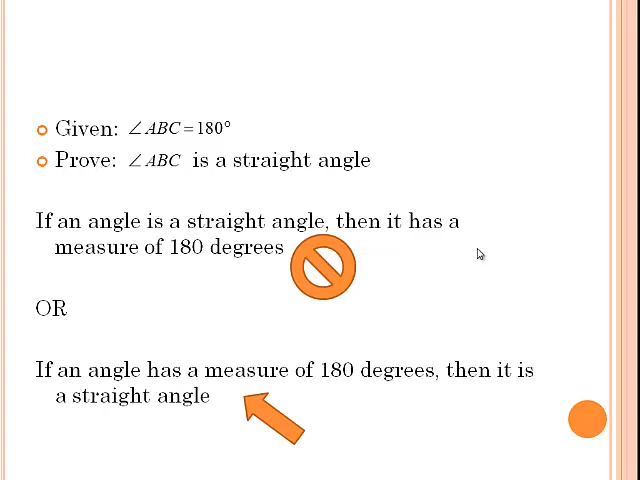 Given: ∠ABC = 180°
Prove: ∠ABC is a straight angle
If an angle is a straight angle, then it has a
measure of 180 degrees
OR
If an angle has a measure of 180 degrees, then it is
a straight angle